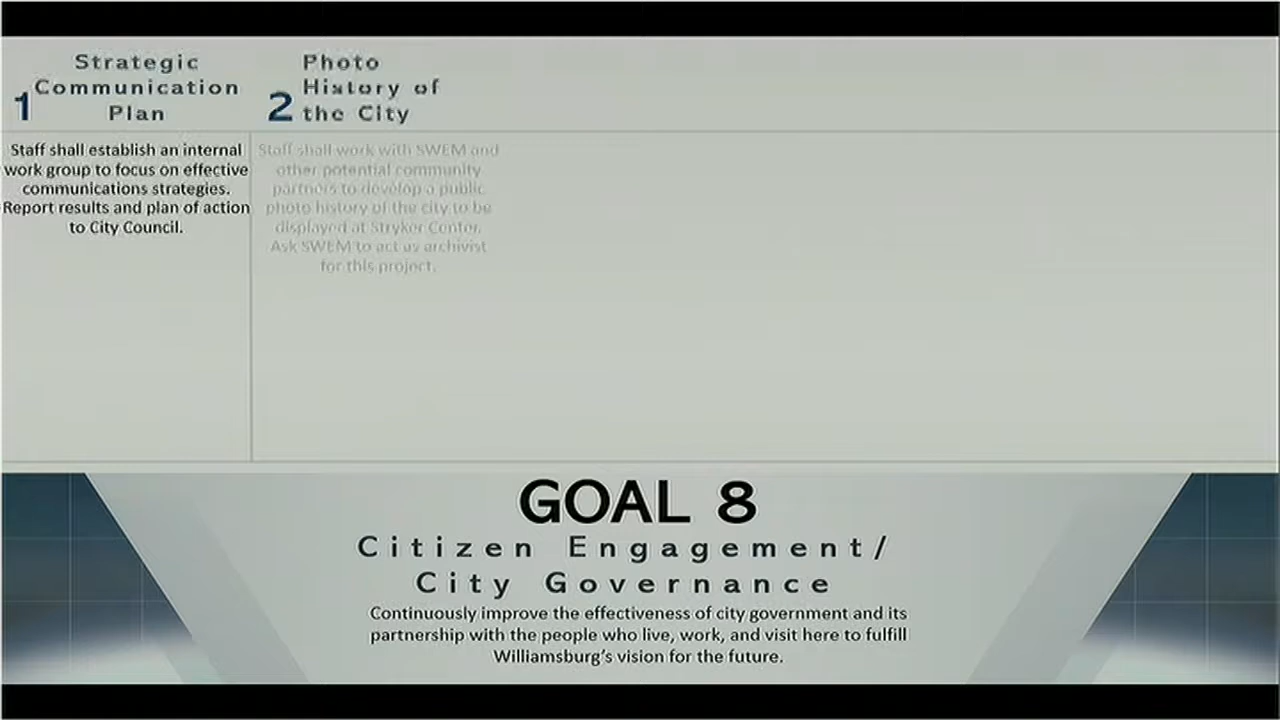 1
Strategic
Communication
Plan
Staff shall establish an internal
work group to focus on effective
communications strategies.
Report results and plan of action
to City Council.
2
Photo
History of
the City
Staff shall work with SWEM and
other potential community
partners to develop a public
photo history of the city to be
displayed at Stryker Center.
Ask SWEM to act as archivist
for this project.
GOAL 8
Citizen Engagement/
City Governance
Continuously improve the effectiveness of city government and its
partnership with the people who live, work, and visit here to fulfill
Williamsburg's vision for the future.